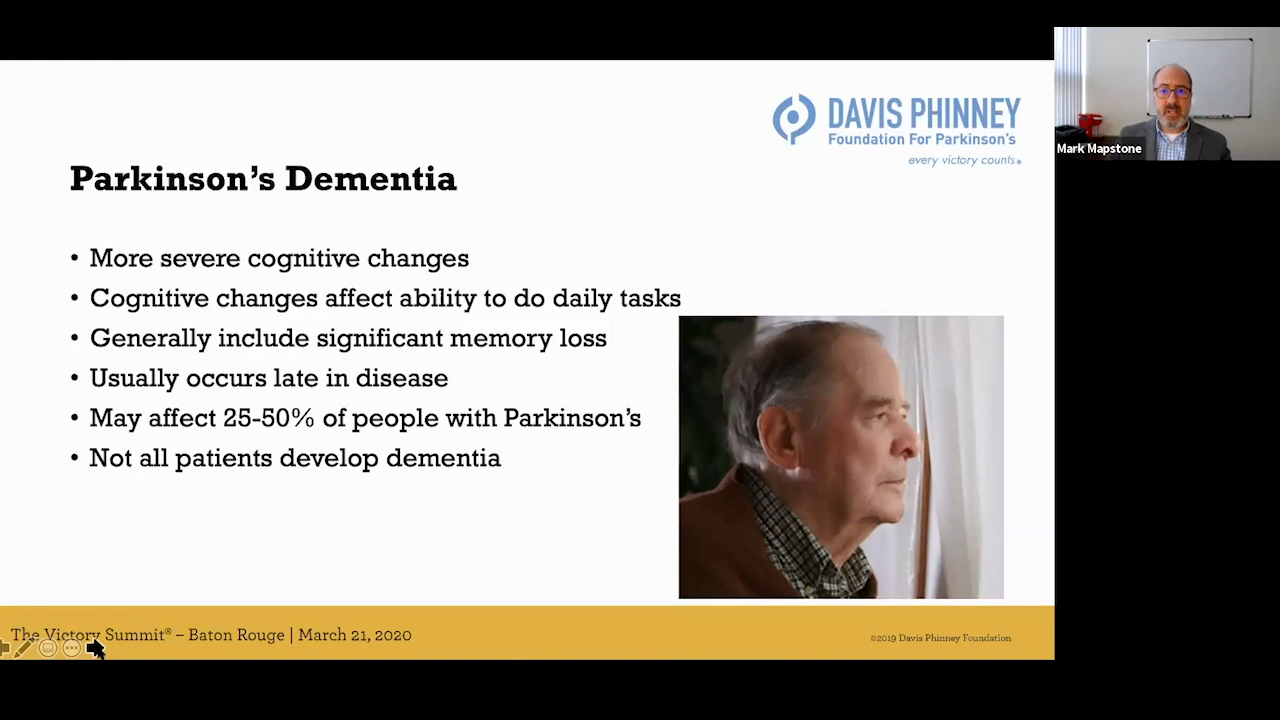 DAVIS PHINNEY
Foundation For Parkinson's
every victory counts®
Mark Mapstone
Parkinson's Dementia
• More severe cognitive changes
• Cognitive changes affect ability to do daily tasks
• Generally include significant memory loss
• Usually occurs late in disease
• May affect 25-50% of people with Parkinson's
• Not all patients develop dementia
The Victory Summit® – Baton Rouge | March 21, 2020
©2019 Davis Phinney Foundation